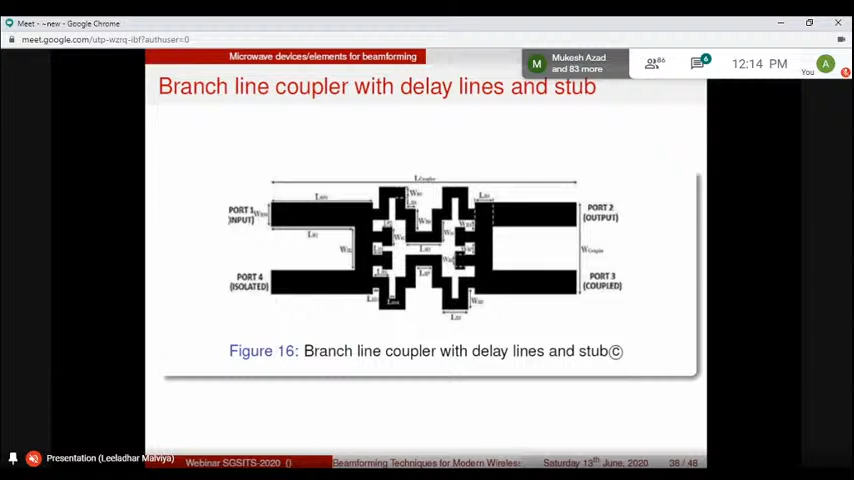 Meet - ~new - Google Chrome
meet.google.com/utp-wzrq-ibf?authuser=0
Microwave devices/elements for beamforming
M Mukesh Azad
and 83 more
86
6
12:14 PM
You
A
Branch line coupler with delay lines and stub
PORT 1
(INPUT)
PORT 2
(OUTPUT)
PORT 4
(ISOLATED)
PORT 3
(COUPLED)
Figure 16: Branch line coupler with delay lines and stub©
Presentation (Leeladhar Malviya)
Webinar SGSITS-2020 () Beamforming Techniques for Modern Wireless Saturday 13th June, 2020 38 / 48